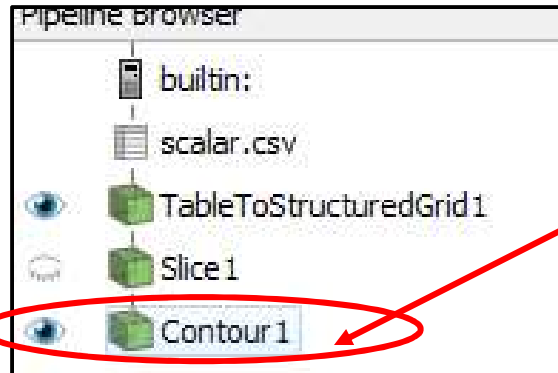 Pipeline Browser
builtin:
scalar.csv
TableToStructuredGrid1
Slice1
Contour1